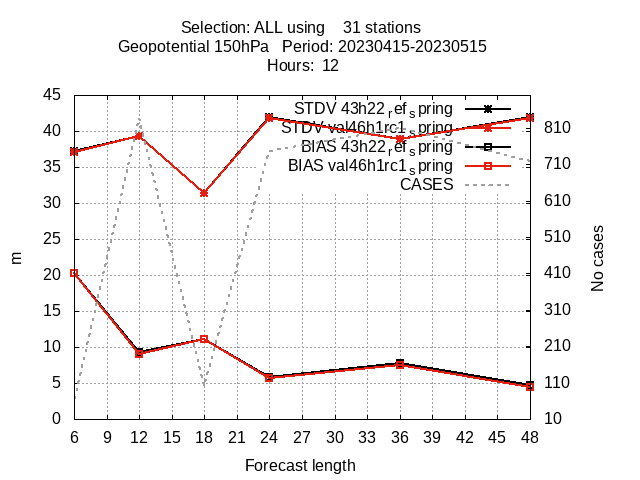 Selection: ALL using    31 stations
Geopotential 150hPa   Period: 20230415-20230515
Hours:  12
STDV 43h22ref_spring
STDV val46h1rc1_spring
BIAS 43h22ref_spring
BIAS val46h1rc1_spring
CASES
45
40
35
30
25
20
15
10
5
0
m
810
710
610
510
410
310
210
110
10
No cases
6 9 12 15 18 21 24 27 30 33 36 39 42 45 48
Forecast length